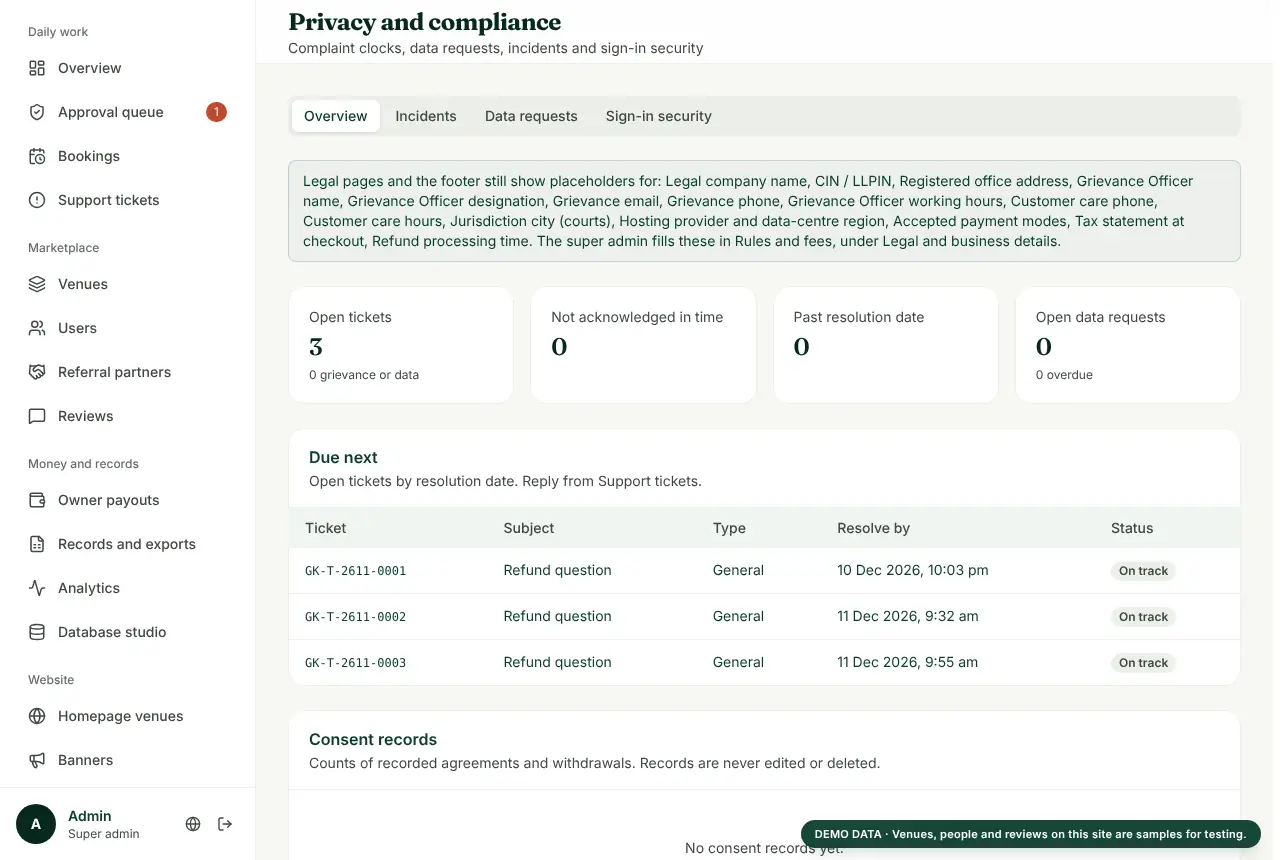 Daily work
Overview
Approval queue 1
Bookings
Support tickets
Marketplace
Venues
Users
Referral partners
Reviews
Money and records
Owner payouts
Records and exports
Analytics
Database studio
Website
Homepage venues
Banners
A
Admin
Super admin
Privacy and compliance
Complaint clocks, data requests, incidents and sign-in security
Overview Incidents Data requests Sign-in security
Legal pages and the footer still show placeholders for: Legal company name, CIN / LLPIN, Registered office address, Grievance Officer
name, Grievance Officer designation, Grievance email, Grievance phone, Grievance Officer working hours, Customer care phone,
Customer care hours, Jurisdiction city (courts), Hosting provider and data-centre region, Accepted payment modes, Tax statement at
checkout, Refund processing time. The super admin fills these in Rules and fees, under Legal and business details.
Open tickets
3
0 grievance or data
Not acknowledged in time
0
Past resolution date
0
Open data requests
0
0 overdue
Due next
Open tickets by resolution date. Reply from Support tickets.
Ticket Subject Type Resolve by Status
GK-T-2611-0001 Refund question General 10 Dec 2026, 10:03 pm On track
GK-T-2611-0002 Refund question General 11 Dec 2026, 9:32 am On track
GK-T-2611-0003 Refund question General 11 Dec 2026, 9:55 am On track
Consent records
Counts of recorded agreements and withdrawals. Records are never edited or deleted.
No consent records yet.
DEMO DATA · Venues, people and reviews on this site are samples for testing.